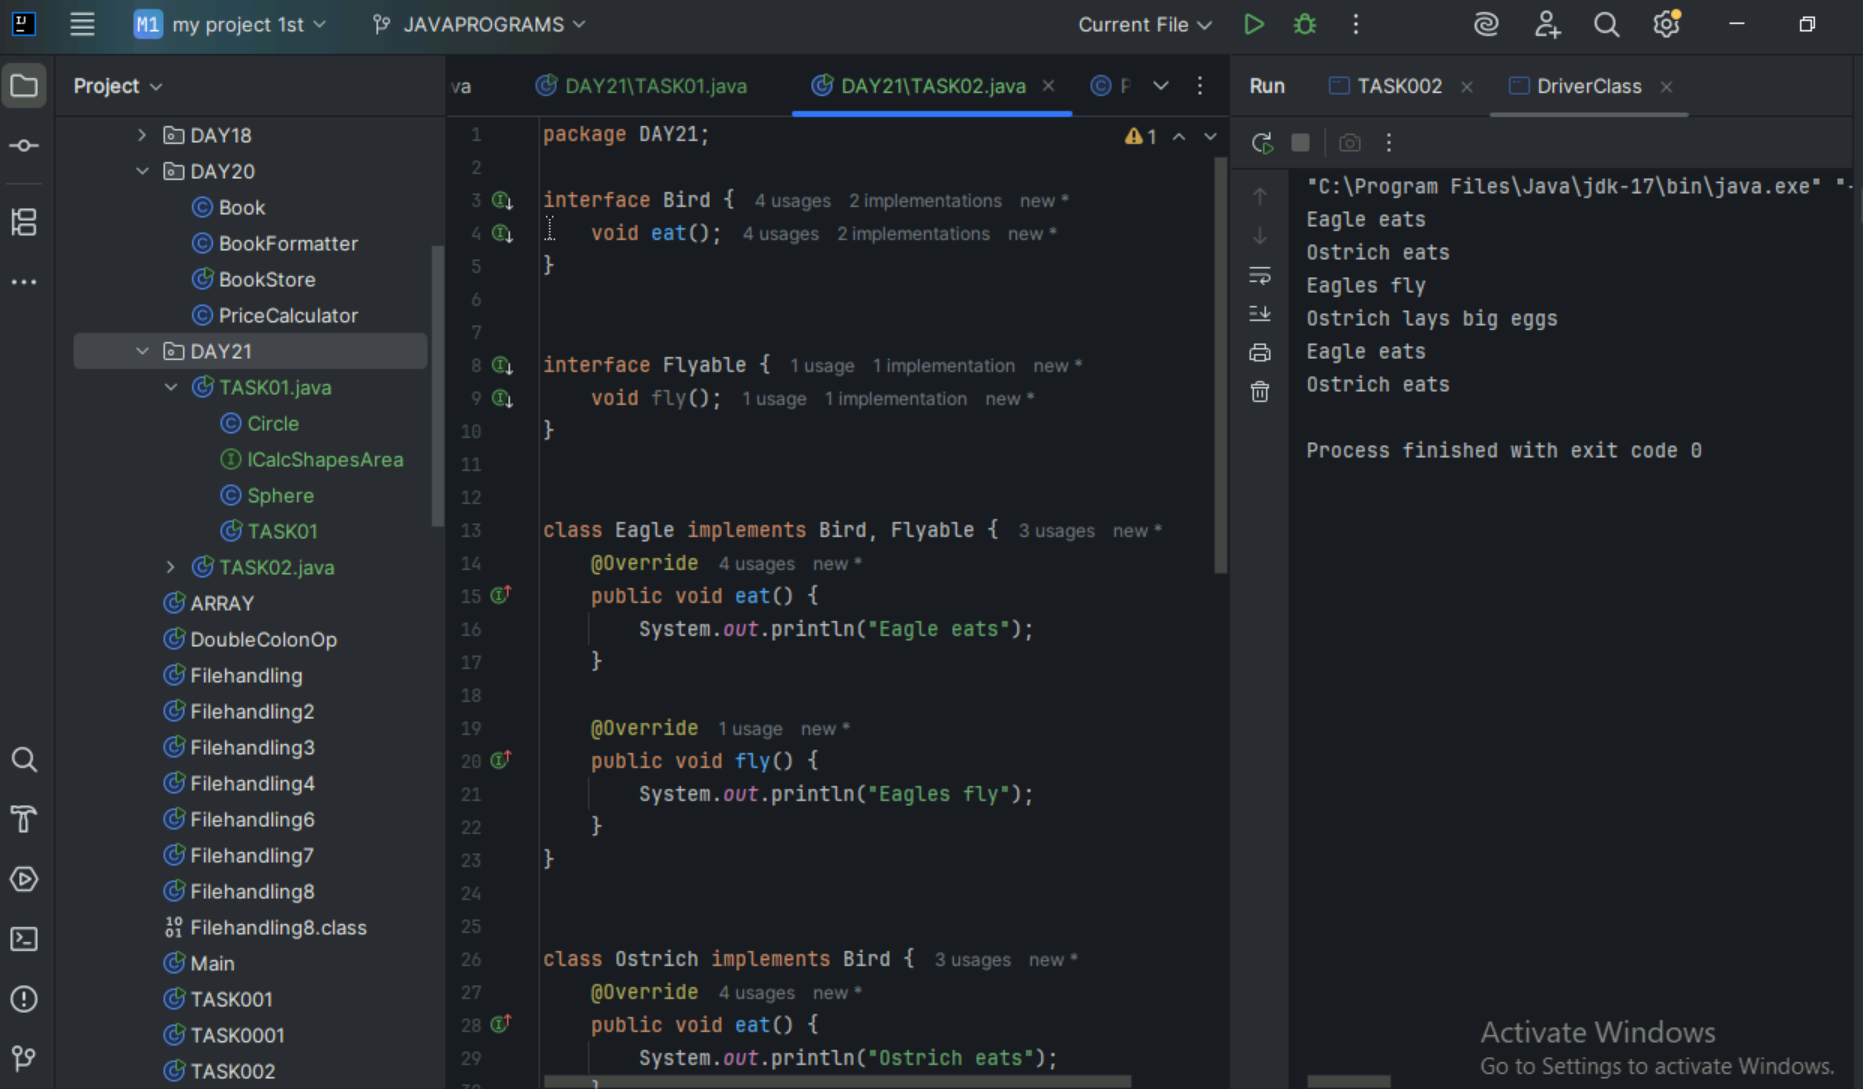 M1 my project 1st JAVAPROGRAMS Current File
Project
va DAY21\TASK01.java DAY21\TASK02.java
Run TASK002 DriverClass
DAY18
DAY20
Book
BookFormatter
BookStore
PriceCalculator
DAY21
TASK01.java
Circle
ICalcShapesArea
Sphere
TASK01
TASK02.java
ARRAY
DoubleColonOp
Filehandling
Filehandling2
Filehandling3
Filehandling4
Filehandling6
Filehandling7
Filehandling8
Filehandling8.class
Main
TASK001
TASK0001
TASK002
1 package DAY21; 1
2
3 interface Bird { 4 usages 2 implementations new *
4 void eat(); 4 usages 2 implementations new *
5 }
6
7
8 interface Flyable { 1 usage 1 implementation new *
9 void fly(); 1 usage 1 implementation new *
10 }
11
12
13 class Eagle implements Bird, Flyable { 3 usages new *
14 @Override 4 usages new *
15 public void eat() {
16 System.out.println("Eagle eats");
17 }
18
19 @Override 1 usage new *
20 public void fly() {
21 System.out.println("Eagles fly");
22 }
23 }
24
25
26 class Ostrich implements Bird { 3 usages new *
27 @Override 4 usages new *
28 public void eat() {
29 System.out.println("Ostrich eats");
"C:\Program Files\Java\jdk-17\bin\java.exe" "-
Eagle eats
Ostrich eats
Eagles fly
Ostrich lays big eggs
Eagle eats
Ostrich eats
Process finished with exit code 0
Activate Windows
Go to Settings to activate Windows.